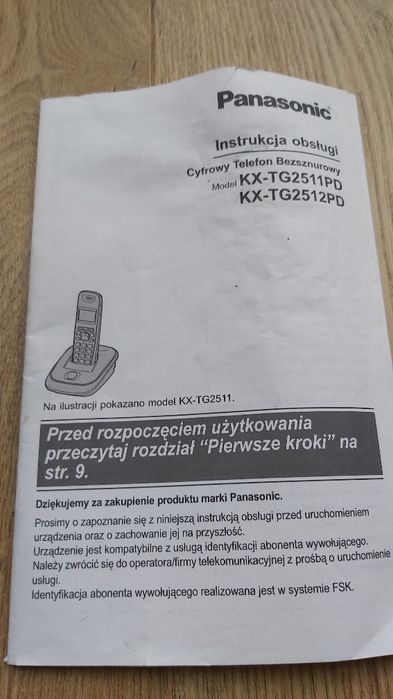 Panasonic
Instrukcja obsługi
Cyfrowy Telefon Bezsznurowy
Model KX-TG2511PD
KX-TG2512PD
Na ilustracji pokazano model KX-TG2511.
Przed rozpoczęciem użytkowania
przeczytaj rozdział “Pierwsze kroki” na
str. 9.
Dziękujemy za zakupienie produktu marki Panasonic.
Prosimy o zapoznanie się z niniejszą instrukcją obsługi przed uruchomieniem
urządzenia oraz o zachowanie jej na przyszłość.
Urządzenie jest kompatybilne z usługą identyfikacji abonenta wywołującego.
Należy zwrócić się do operatora/firmy telekomunikacyjnej z prośbą o uruchomienie
usługi.
Identyfikacja abonenta wywołującego realizowana jest w systemie FSK.